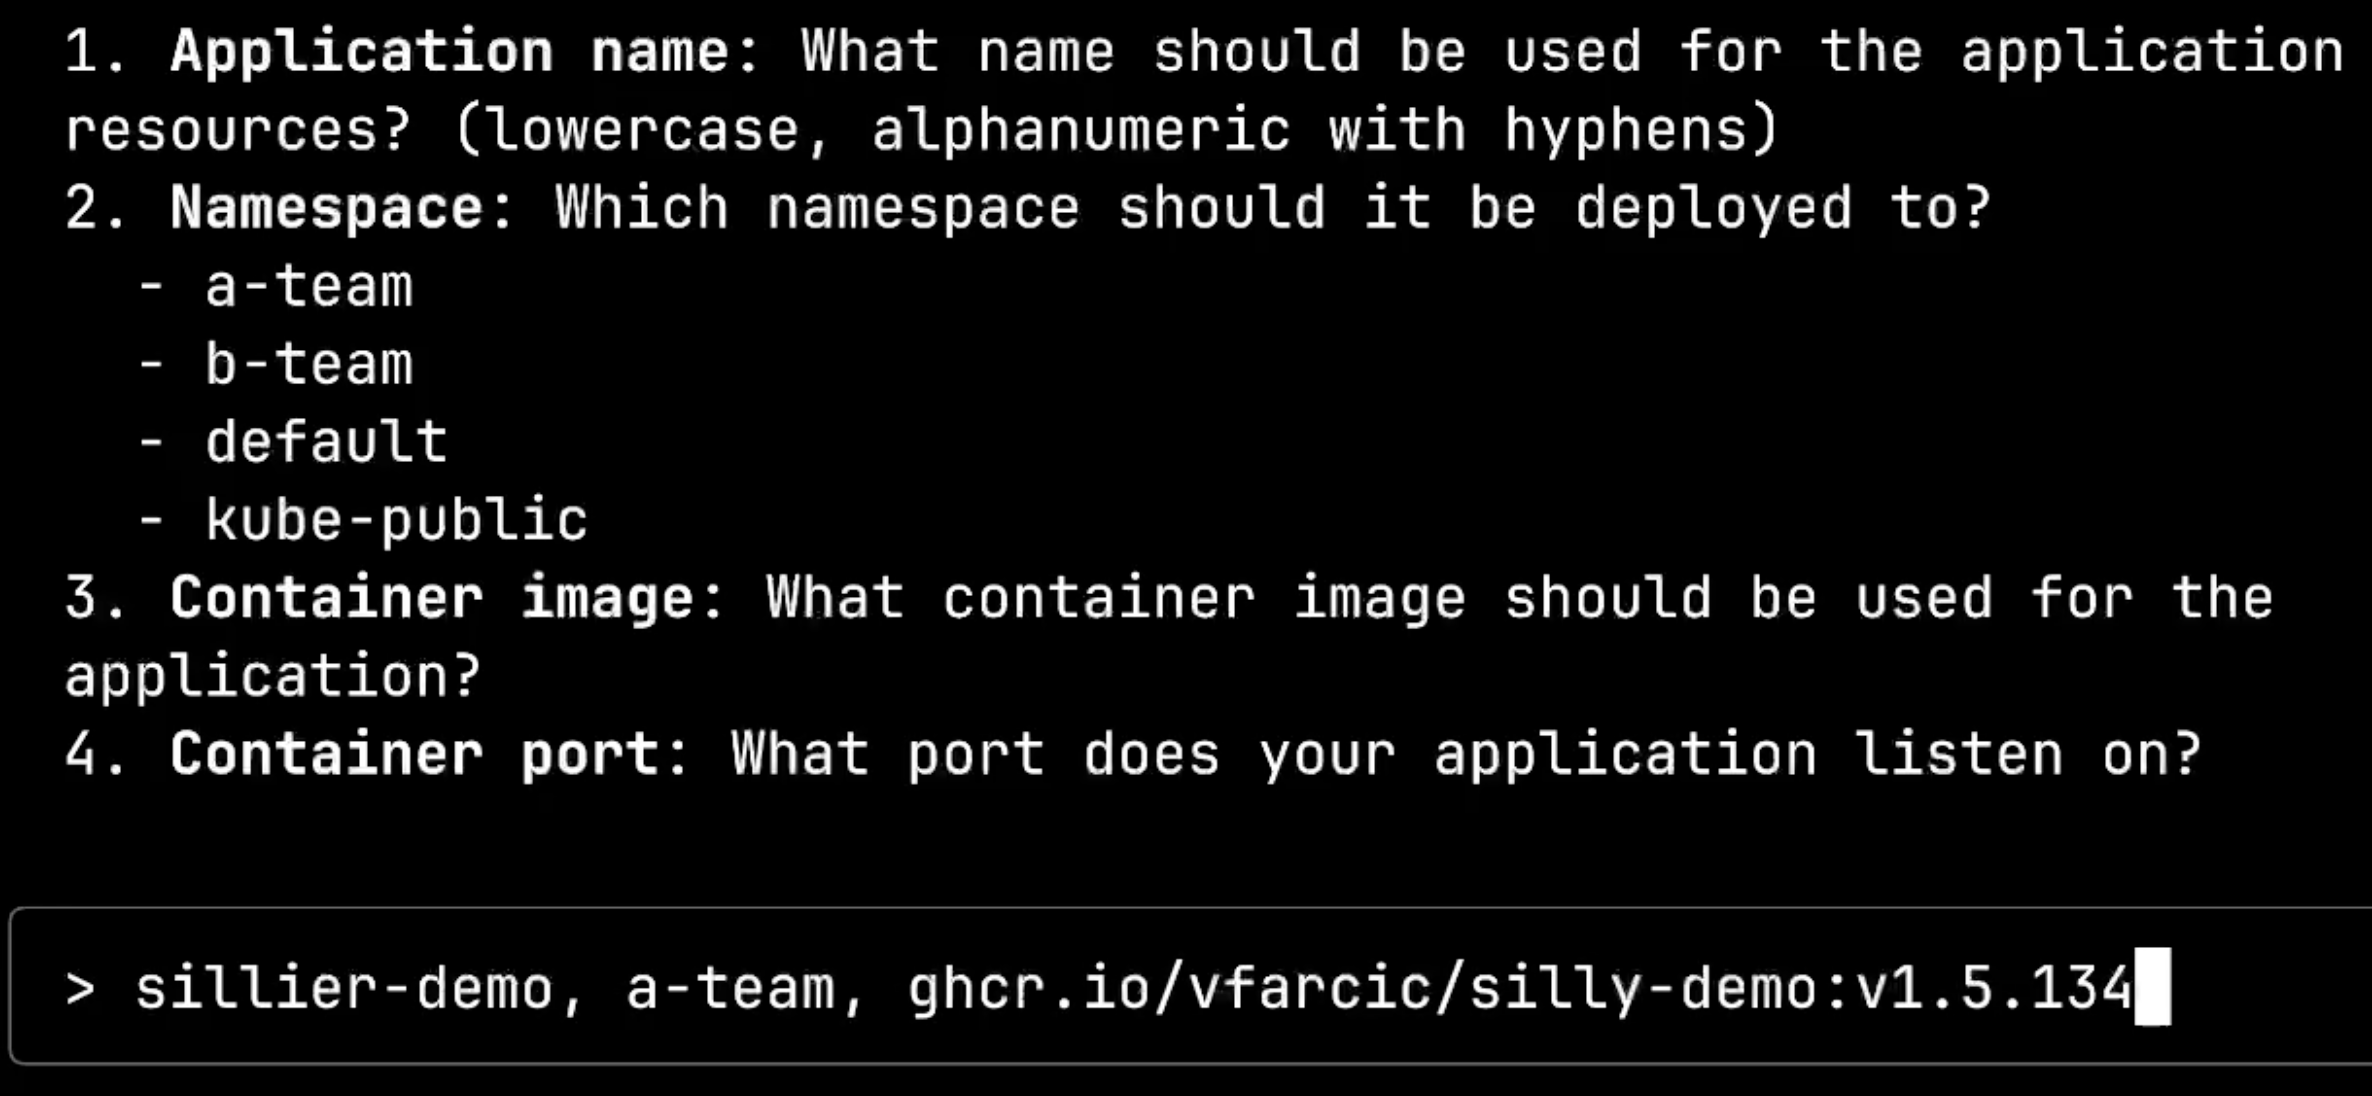 1. Application name: What name should be used for the application
resources? (lowercase, alphanumeric with hyphens)
2. Namespace: Which namespace should it be deployed to?
- a-team
- b-team
- default
- kube-public
3. Container image: What container image should be used for the
application?
4. Container port: What port does your application listen on?
> sillier-demo, a-team, ghcr.io/vfarcic/silly-demo:v1.5.134